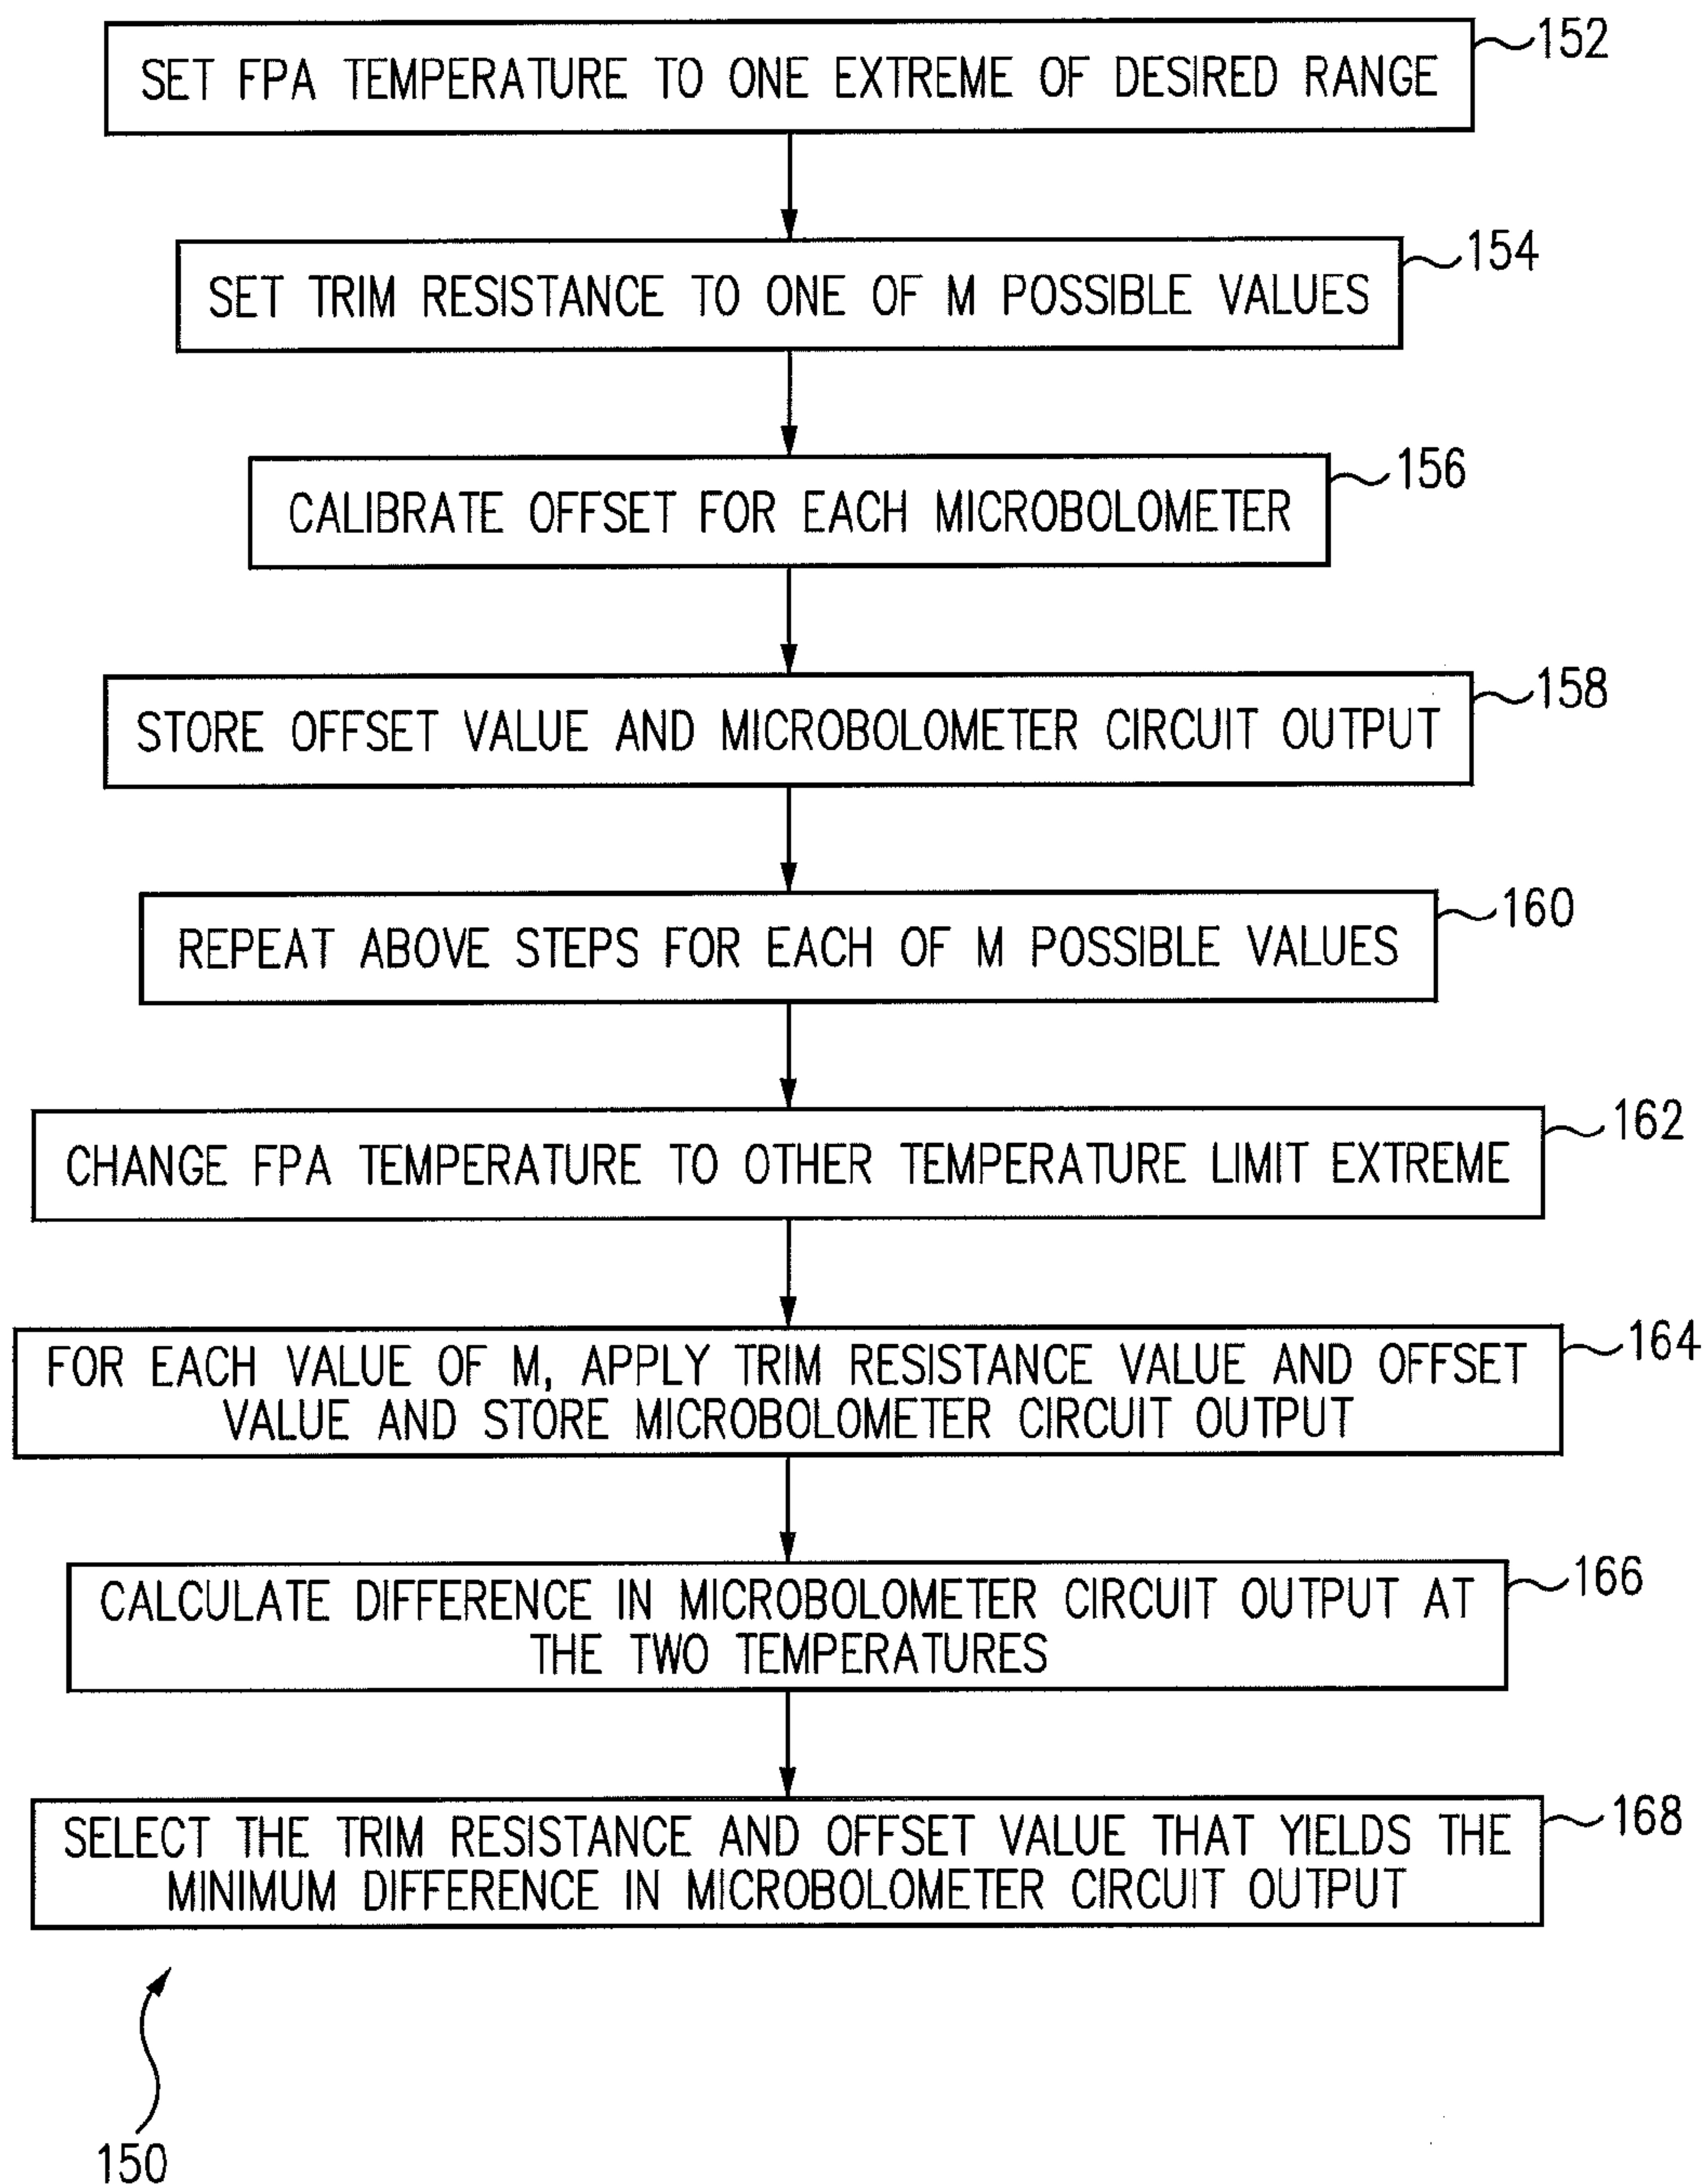 SET FPA TEMPERATURE TO ONE EXTREME OF DESIRED RANGE
152
SET TRIM RESISTANCE TO ONE OF M POSSIBLE VALUES
154
CALIBRATE OFFSET FOR EACH MICROBOLOMETER
156
STORE OFFSET VALUE AND MICROBOLOMETER CIRCUIT OUTPUT
158
REPEAT ABOVE STEPS FOR EACH OF M POSSIBLE VALUES
160
CHANGE FPA TEMPERATURE TO OTHER TEMPERATURE LIMIT EXTREME
162
FOR EACH VALUE OF M, APPLY TRIM RESISTANCE VALUE AND OFFSET
VALUE AND STORE MICROBOLOMETER CIRCUIT OUTPUT
164
CALCULATE DIFFERENCE IN MICROBOLOMETER CIRCUIT OUTPUT AT
THE TWO TEMPERATURES
166
SELECT THE TRIM RESISTANCE AND OFFSET VALUE THAT YIELDS THE
MINIMUM DIFFERENCE IN MICROBOLOMETER CIRCUIT OUTPUT
168
150